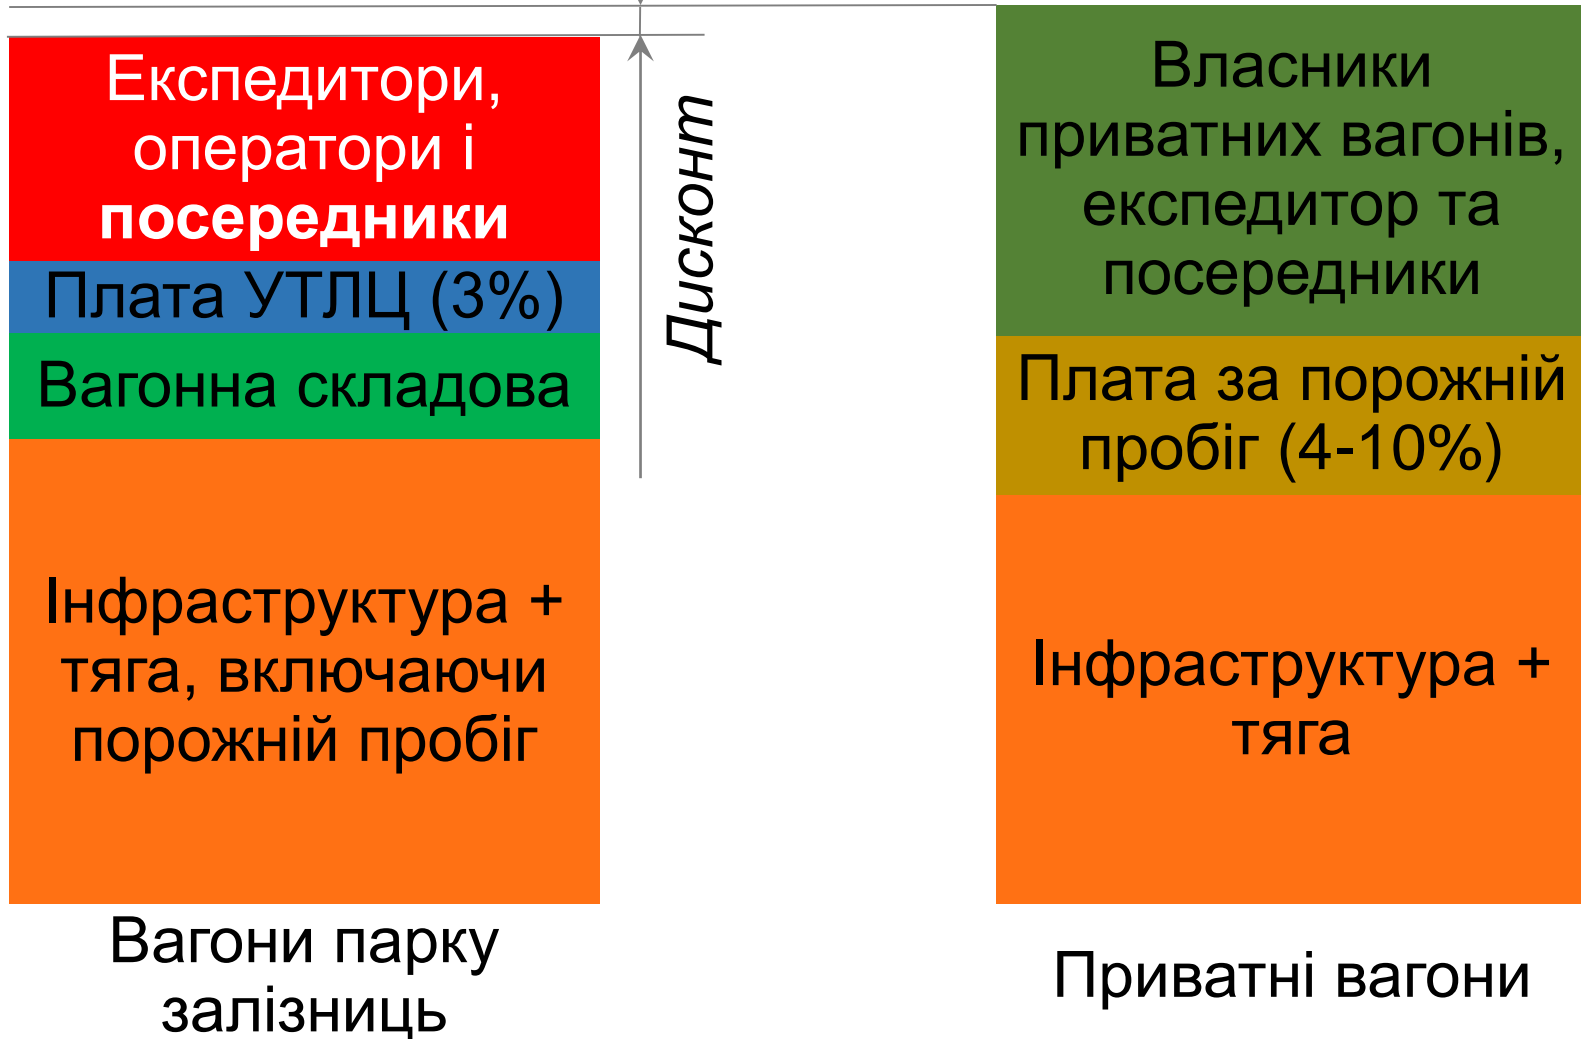 Експедитори,
оператори і
посередники
Плата УТЛЦ (3%)
Вагонна складова
Інфраструктура +
тяга, включаючи
порожній пробіг
Вагони парку
залізниць
Дисконт
Власники
приватних вагонів,
експедитор та
посередники
Плата за порожній
пробіг (4-10%)
Інфраструктура +
тяга
Приватні вагони